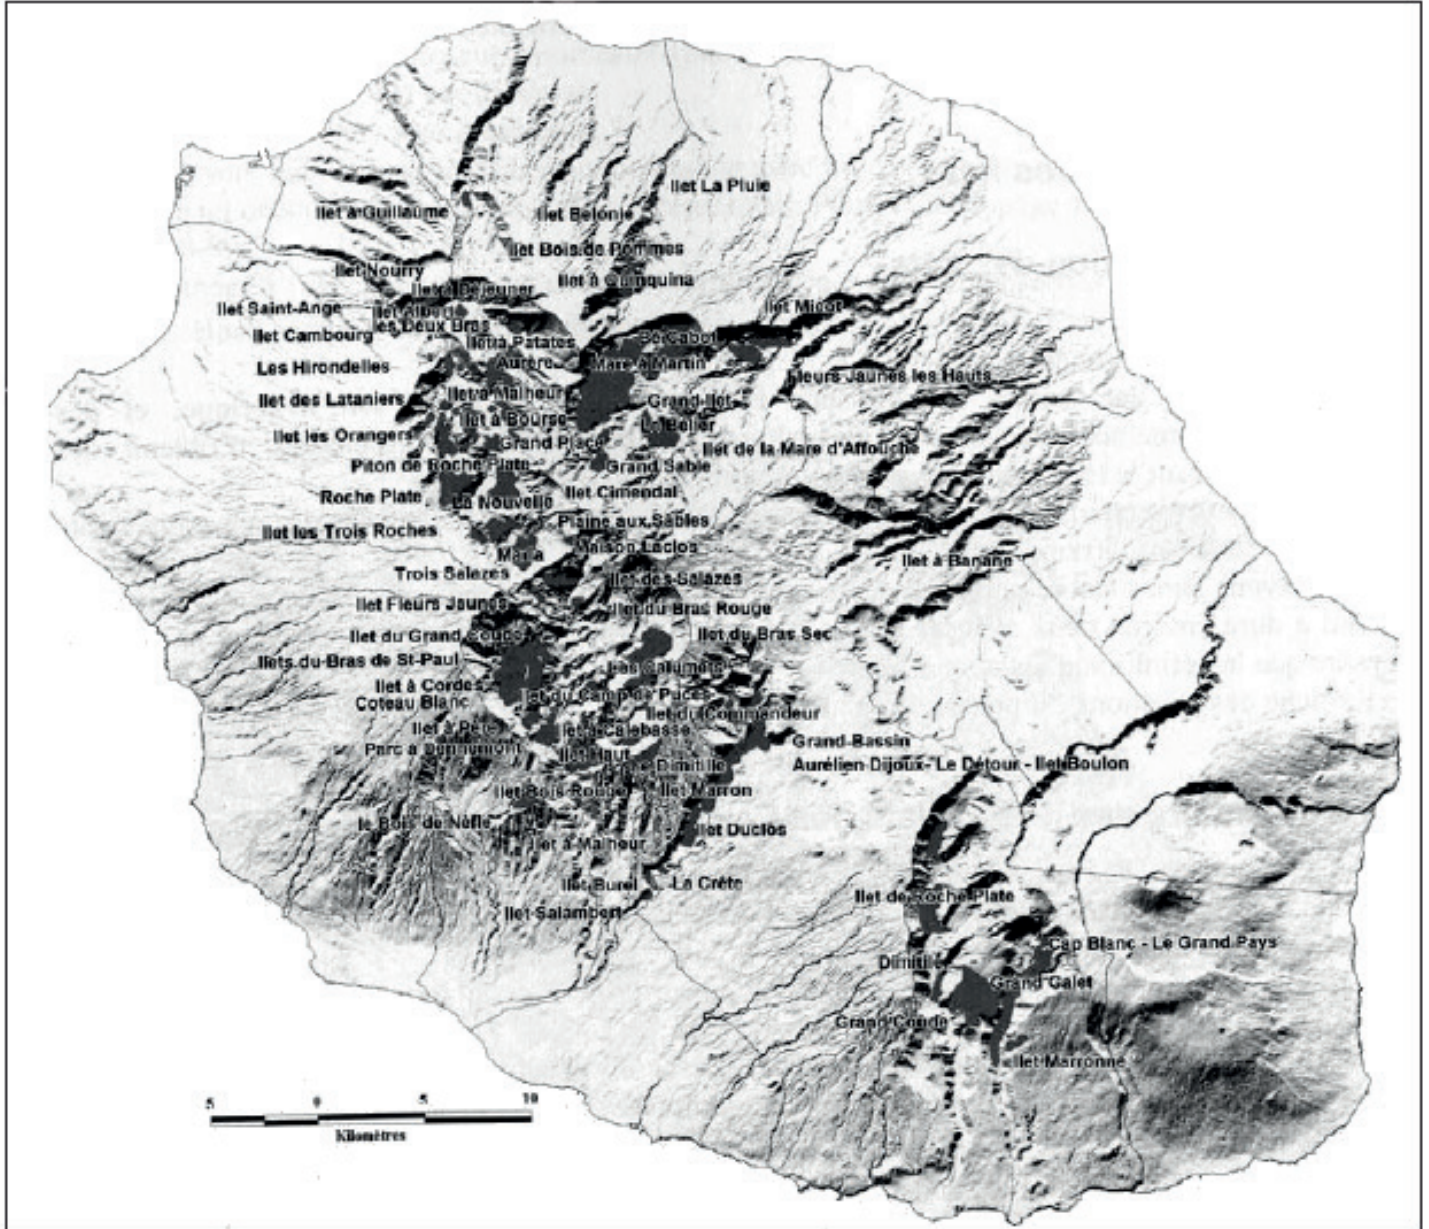 Ilet La Pluie
Ilet à Guillaume
Ilet Belonie
Ilet Bois de Pommes
Ilet Nourry
Ilet à Quinquina
Ilet à Déjeuner
Ilet Saint-Ange
Ilet Albert
Ilet Micot
les Deux Bras
Ilet Cambourg
Ilet à Patates
Bé Cabot
Aurère
Mare à Martin
Les Hirondelles
Fleurs Jaunes les Hauts
Ilet à Malheur
Ilet des Lataniers
Grand Ilet
Ilet à Bourse
Le Bélier
Ilet les Orangers
Grand Place
Ilet de la Mare d'Affouche
Piton de Roche Plate
Grand Sable
Roche Plate
La Nouvelle
Ilet Cimendal
Plaine aux Sables
Ilet les Trois Roches
Maison Laclos
Marla
Ilet à Banane
Trois Salazes
Ilet des Salazes
Ilet Fleurs Jaunes
Ilet du Bras Rouge
Ilet du Grand Coude
Ilet du Bras Sec
Ilets du Bras de St-Paul
Les Calumets
Ilet à Cordes
Ilet du Camp de Puces
Coteau Blanc
Ilet du Commandeur
Ilet à Calebasse
Grand Bassin
Parc à Dennemont
Ilet Haut
Dimitille
Aurélien Dijoux - Le Détour - Ilet Boulon
Ilet Bois Rouge
Ilet Marron
le Bois de Nèfle
Ilet Duclos
Ilet à Malheur
Ilet Burel
La Crête
Ilet de Roche Plate
Ilet Salambert
Cap Blanc - Le Grand Pays
Dimitile
Grand Galet
Grand Coude
Ilet Marronne
5 0 5 10
Kilomètres